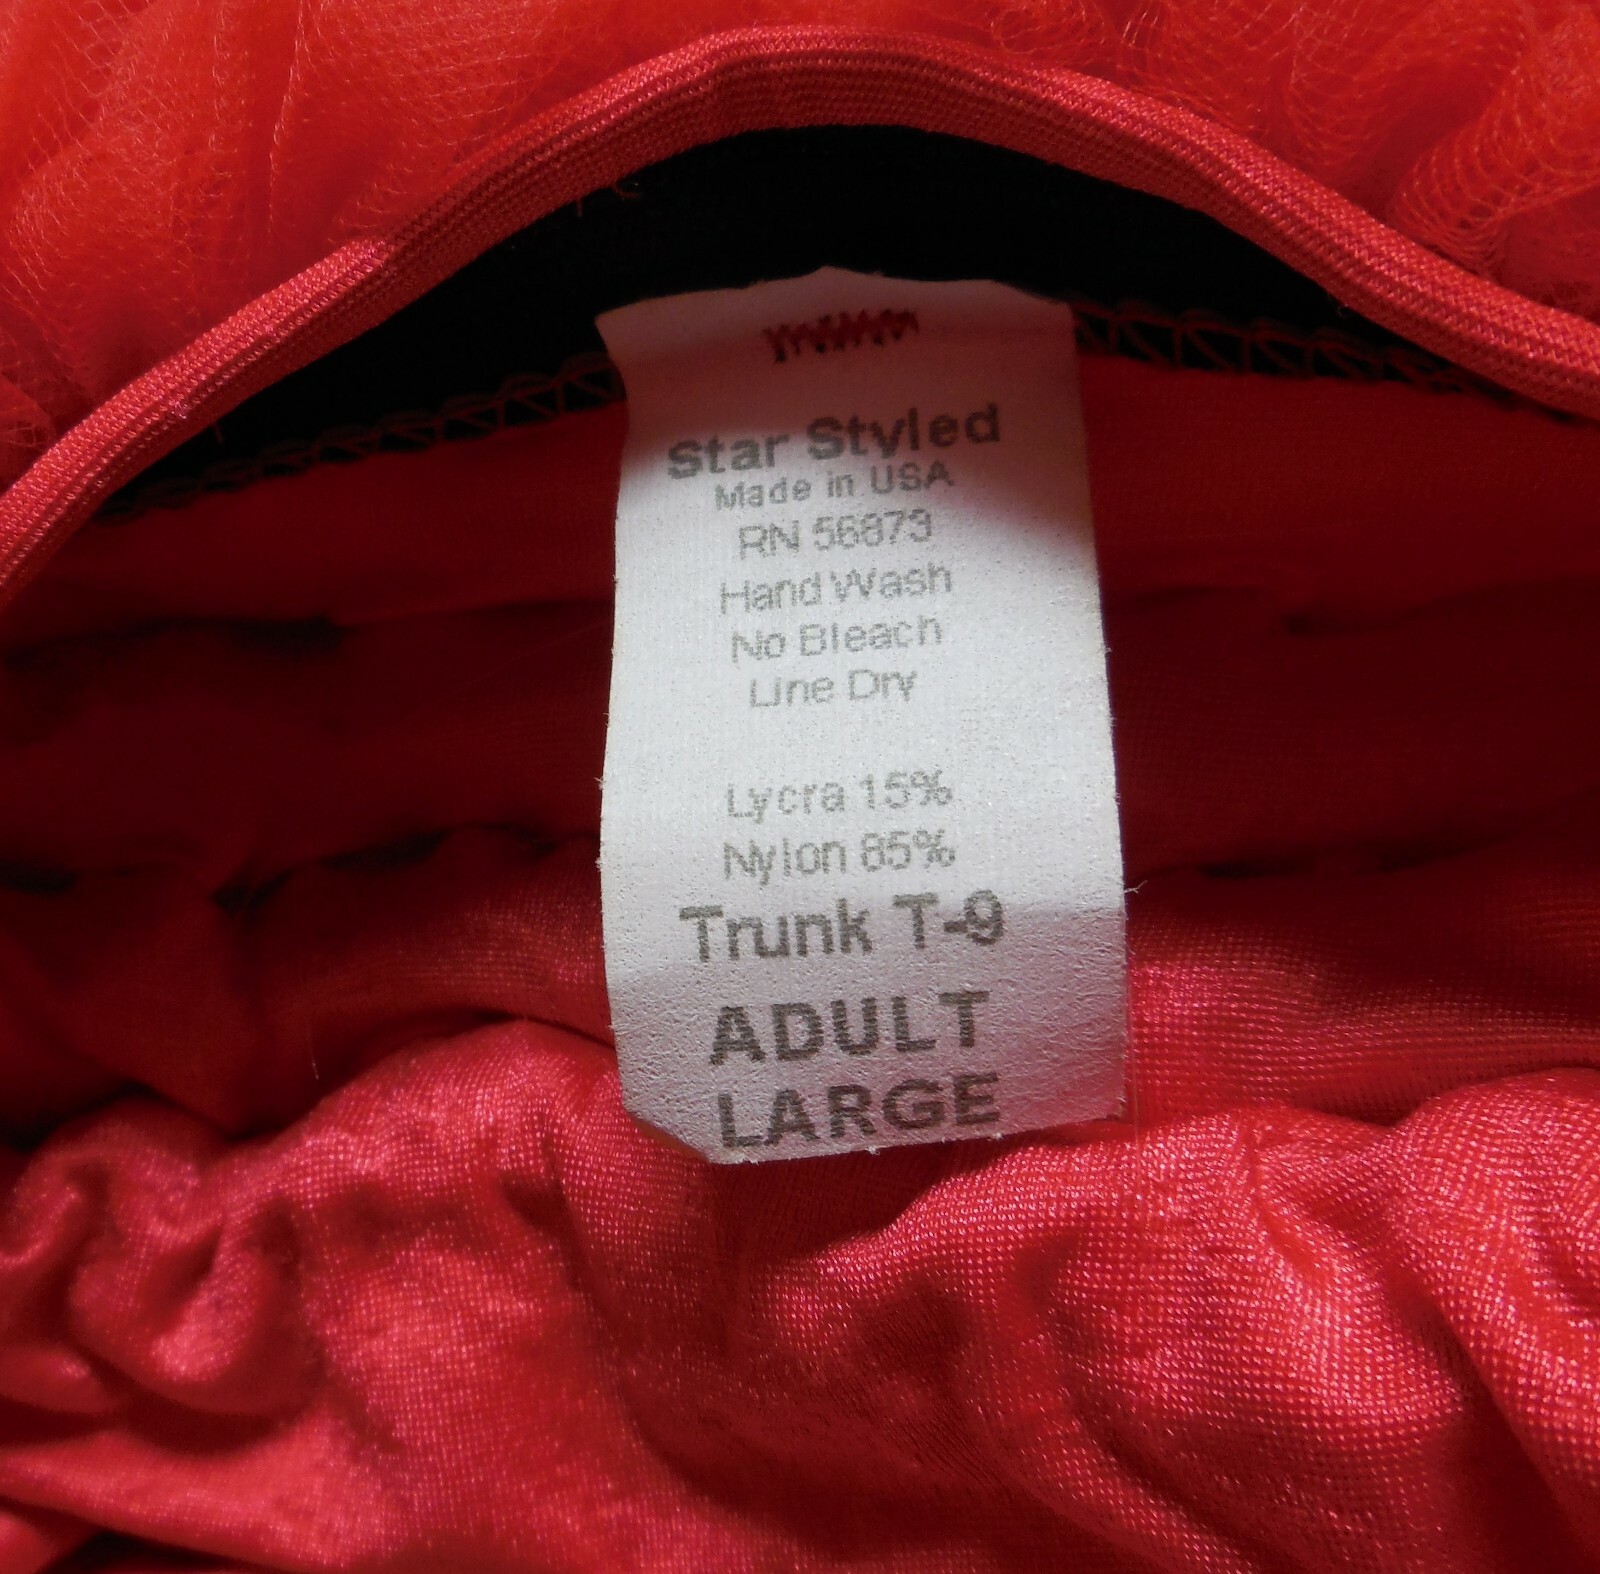 Star Styled
Made in USA
RN 56873
Hand Wash
No Bleach
Line Dry
Lycra 15%
Nylon 85%
Trunk T-9
ADULT
LARGE